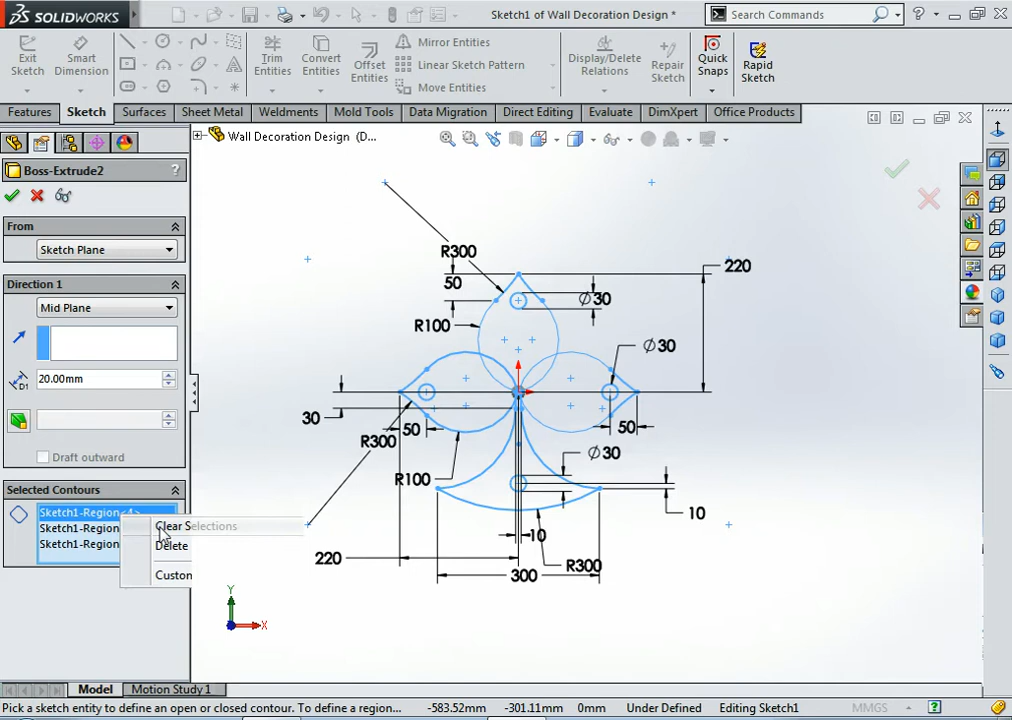 SOLIDWORKS
Sketch1 of Wall Decoration Design *
Search Commands
Exit Sketch
Smart Dimension
Trim Entities
Convert Entities
Offset Entities
Mirror Entities
Linear Sketch Pattern
Move Entities
Display/Delete Relations
Repair Sketch
Quick Snaps
Rapid Sketch
Features
Sketch
Surfaces
Sheet Metal
Weldments
Mold Tools
Data Migration
Direct Editing
Evaluate
DimXpert
Office Products
Wall Decoration Design (D...
Boss-Extrude2
?
From
Sketch Plane
Direction 1
Mid Plane
20.00mm
Draft outward
Selected Contours
Sketch1-Region<4>
Sketch1-Region
Sketch1-Region
Clear Selections
Delete
Custom
R300
50
Ø30
220
R100
Ø30
30
50
R300
50
Ø30
R100
10
10
R300
220
300
Y
X
Model
Motion Study 1
Pick a sketch entity to define an open or closed contour. To define a region...
-583.52mm
-301.11mm
0mm
Under Defined
Editing Sketch1
MMGS